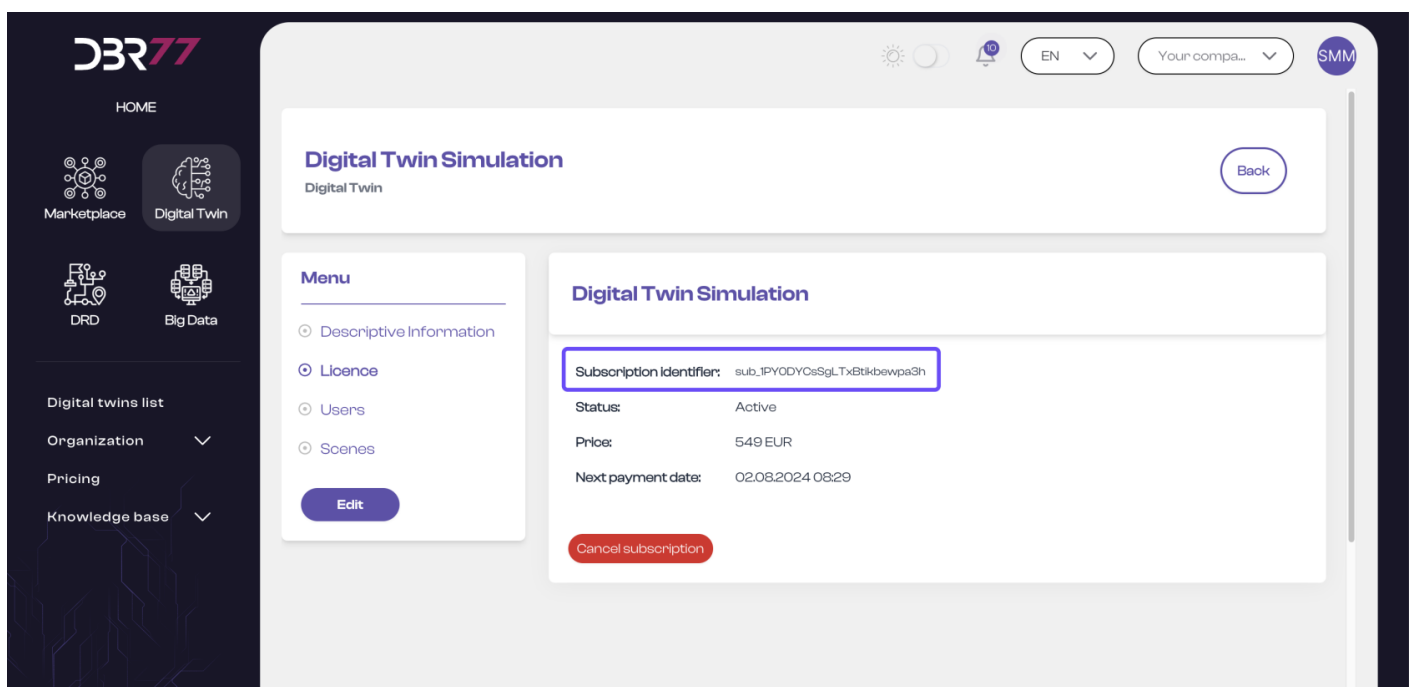 DBR77
10
EN
Your compa...
SMM
HOME
Marketplace
Digital Twin
DRD
Big Data
Digital twins list
Organization
Pricing
Knowledge base
Digital Twin Simulation
Digital Twin
Back
Menu
Descriptive Information
Licence
Users
Scenes
Edit
Digital Twin Simulation
Subscription identifier: sub_1PY0DYCsSgLTxBtikbewpa3h
Status: Active
Price: 549 EUR
Next payment date: 02.08.2024 08:29
Cancel subscription